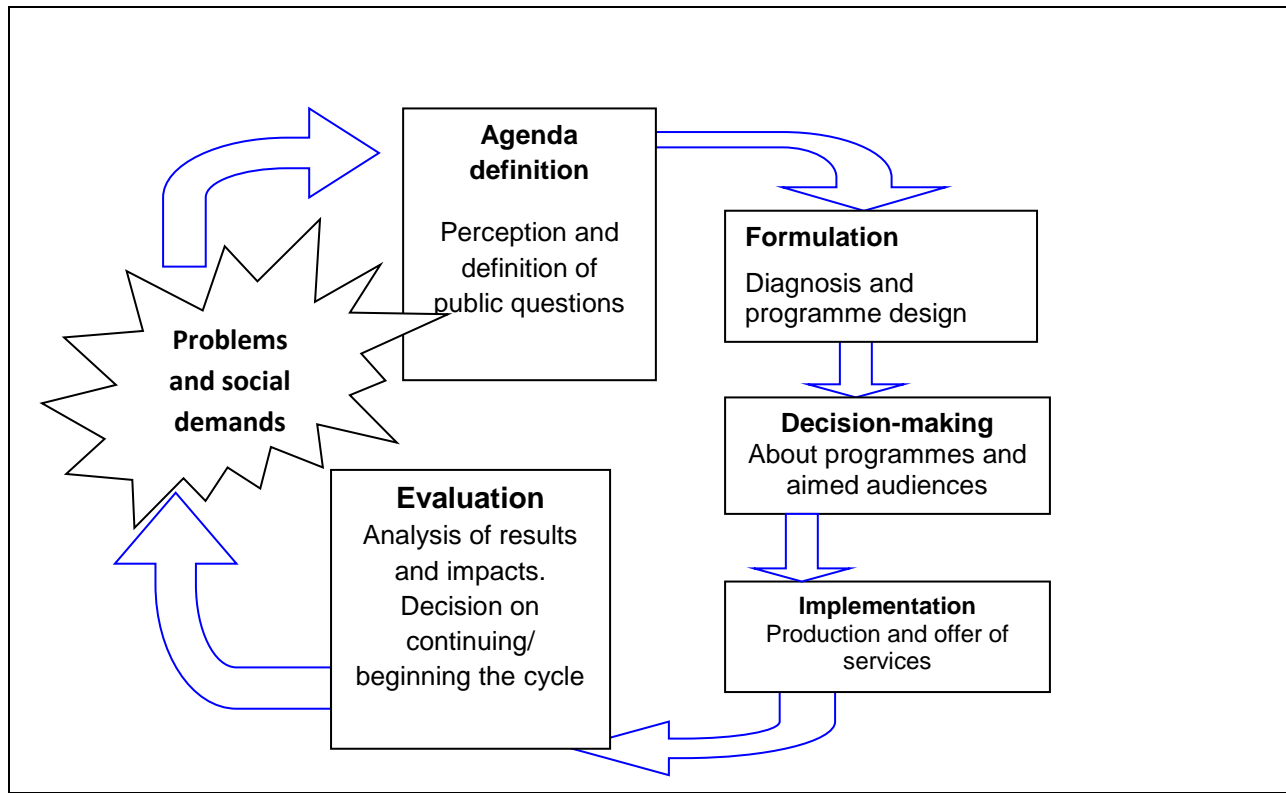 Problems
and social
demands
Agenda
definition
Perception and
definition of
public questions
Formulation
Diagnosis and
programme design
Decision-making
About programmes and
aimed audiences
Implementation
Production and offer of
services
Evaluation
Analysis of results
and impacts.
Decision on
continuing/
beginning the cycle